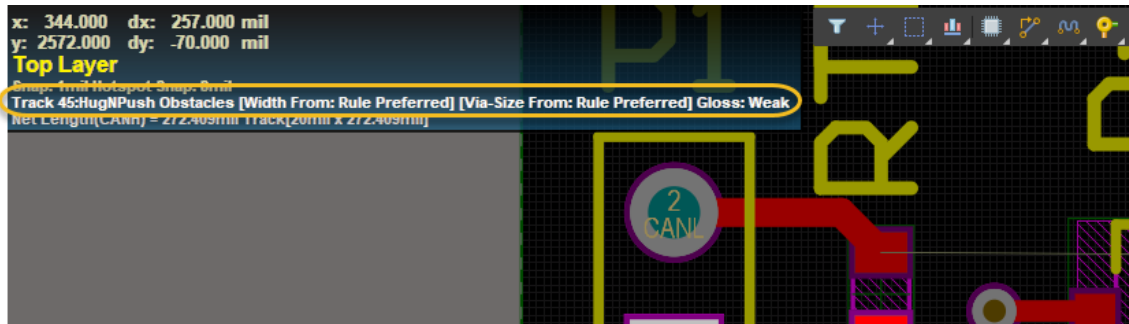 x: 344.000 dx: 257.000 mil
y: 2572.000 dy: -70.000 mil
Top Layer
Snap: 1mil Hotspot Snap: 8mil
Track 45:HugNPush Obstacles [Width From: Rule Preferred] [Via-Size From: Rule Preferred] Gloss: Weak
Net Length(CANH) = 272.409mil Track[20mil x 272.409mil]
P1
RT
2
CANL